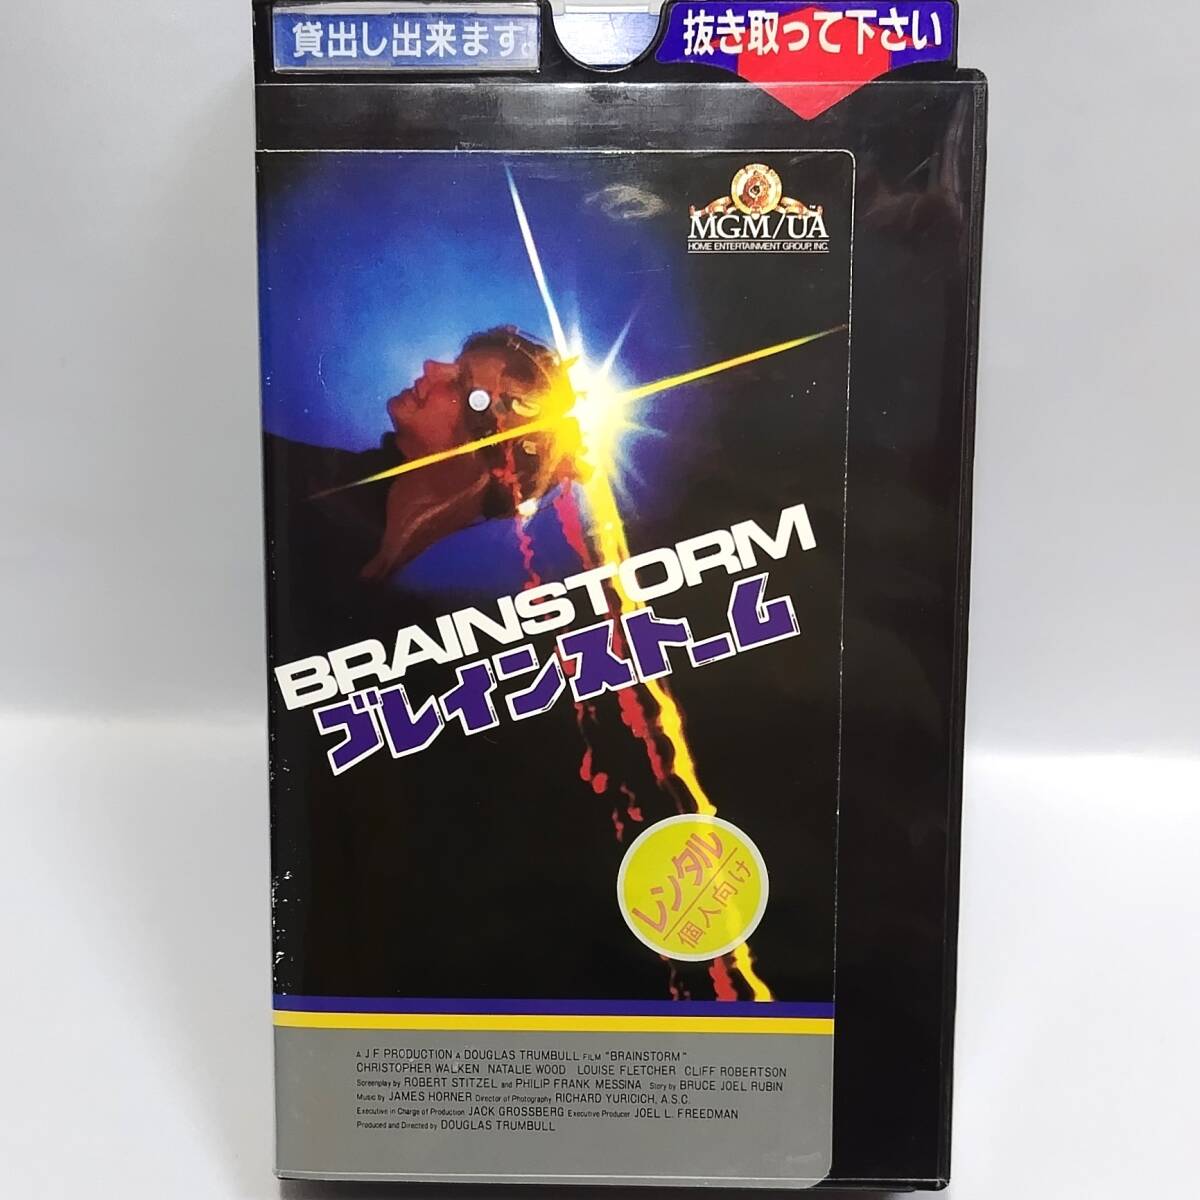 貸出し出来ます。
抜き取って下さい
MGM/UA
HOME ENTERTAINMENT GROUP, INC.
BRAINSTORM
ブレインストーム
レンタル
個人向け
A J F PRODUCTION A DOUGLAS TRUMBULL FILM "BRAINSTORM"
CHRISTOPHER WALKEN NATALIE WOOD LOUISE FLETCHER CLIFF ROBERTSON
Screenplay by ROBERT STITZEL and PHILIP FRANK MESSINA Story by BRUCE JOEL RUBIN
Music by JAMES HORNER Director of Photography RICHARD YURICICH, A.S.C.
Executive in Charge of Production JACK GROSSBERG Executive Producer JOEL L. FREEDMAN
Produced and Directed by DOUGLAS TRUMBULL